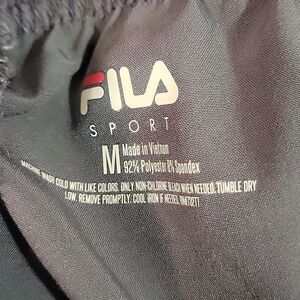 FILA
SPORT
M
Made in Vietnam
92% Polyester 8% Spandex
MACHINE WASH COLD WITH LIKE COLORS. ONLY NON-CHLORINE BLEACH WHEN NEEDED. TUMBLE DRY
LOW. REMOVE PROMPTLY. COOL IRON IF NEEDED.